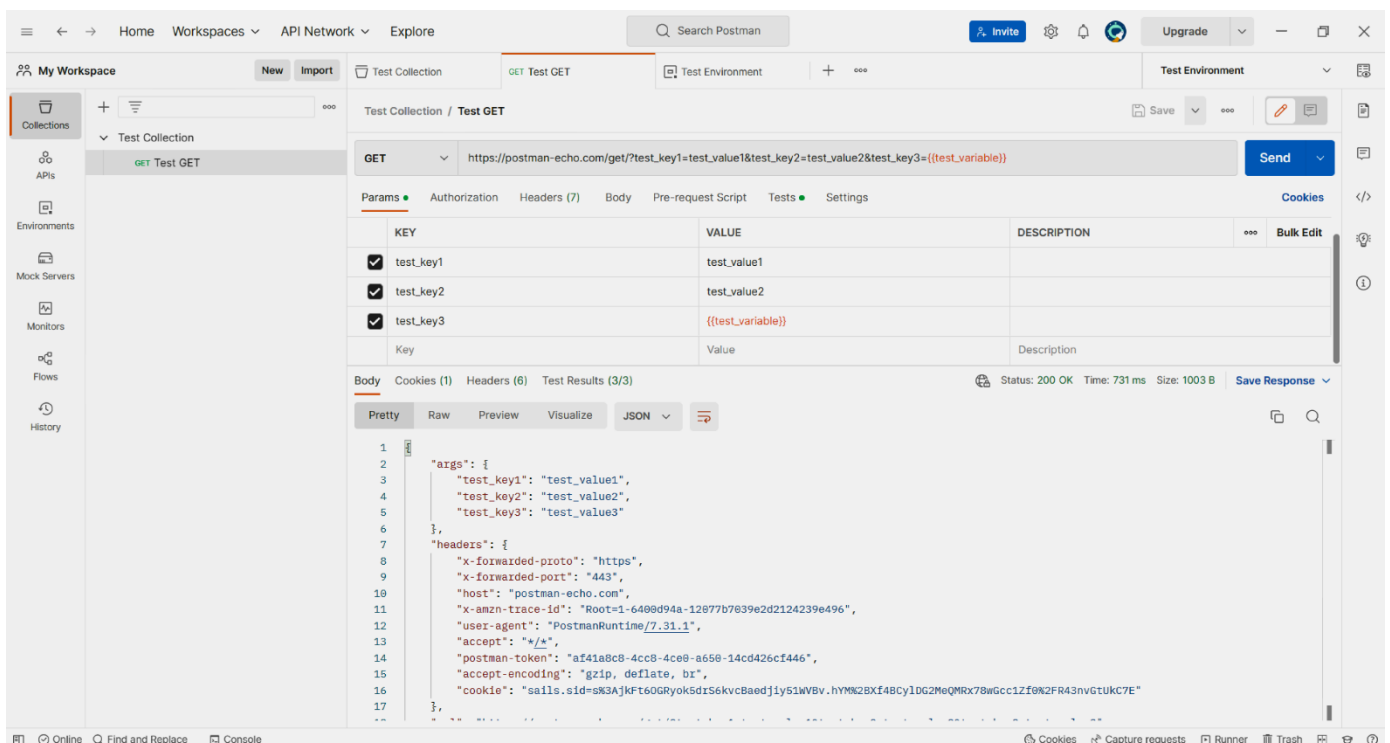 Home Workspaces API Network Explore Search Postman Invite Upgrade
My Workspace New Import Test Collection GET Test GET Test Environment Test Environment
Collections
APIs
Environments
Mock Servers
Monitors
Flows
History
Test Collection
GET Test GET
Test Collection / Test GET Save
GET https://postman-echo.com/get/?test_key1=test_value1&test_key2=test_value2&test_key3={{test_variable}} Send
Params Authorization Headers (7) Body Pre-request Script Tests Settings Cookies
KEY VALUE DESCRIPTION Bulk Edit
test_key1 test_value1
test_key2 test_value2
test_key3 {{test_variable}}
Key Value Description
Body Cookies (1) Headers (6) Test Results (3/3) Status: 200 OK Time: 731 ms Size: 1003 B Save Response
Pretty Raw Preview Visualize JSON
1 {
2 "args": {
3 "test_key1": "test_value1",
4 "test_key2": "test_value2",
5 "test_key3": "test_value3"
6 },
7 "headers": {
8 "x-forwarded-proto": "https",
9 "x-forwarded-port": "443",
10 "host": "postman-echo.com",
11 "x-amzn-trace-id": "Root=1-6400d94a-12077b7039e2d2124239e496",
12 "user-agent": "PostmanRuntime/7.31.1",
13 "accept": "*/*",
14 "postman-token": "af41a8c8-4cc8-4ce0-a650-14cd426cf446",
15 "accept-encoding": "gzip, deflate, br",
16 "cookie": "sails.sid=s%3AjkFt6OGRyok5drS6kvcBaedjiy51WVBv.hYM%2BXf4BCylDG2MeQMRx78wGcc1Zf0%2FR43nvGtUkC7E"
17 },
Online Find and Replace Console Cookies Capture requests Runner Trash